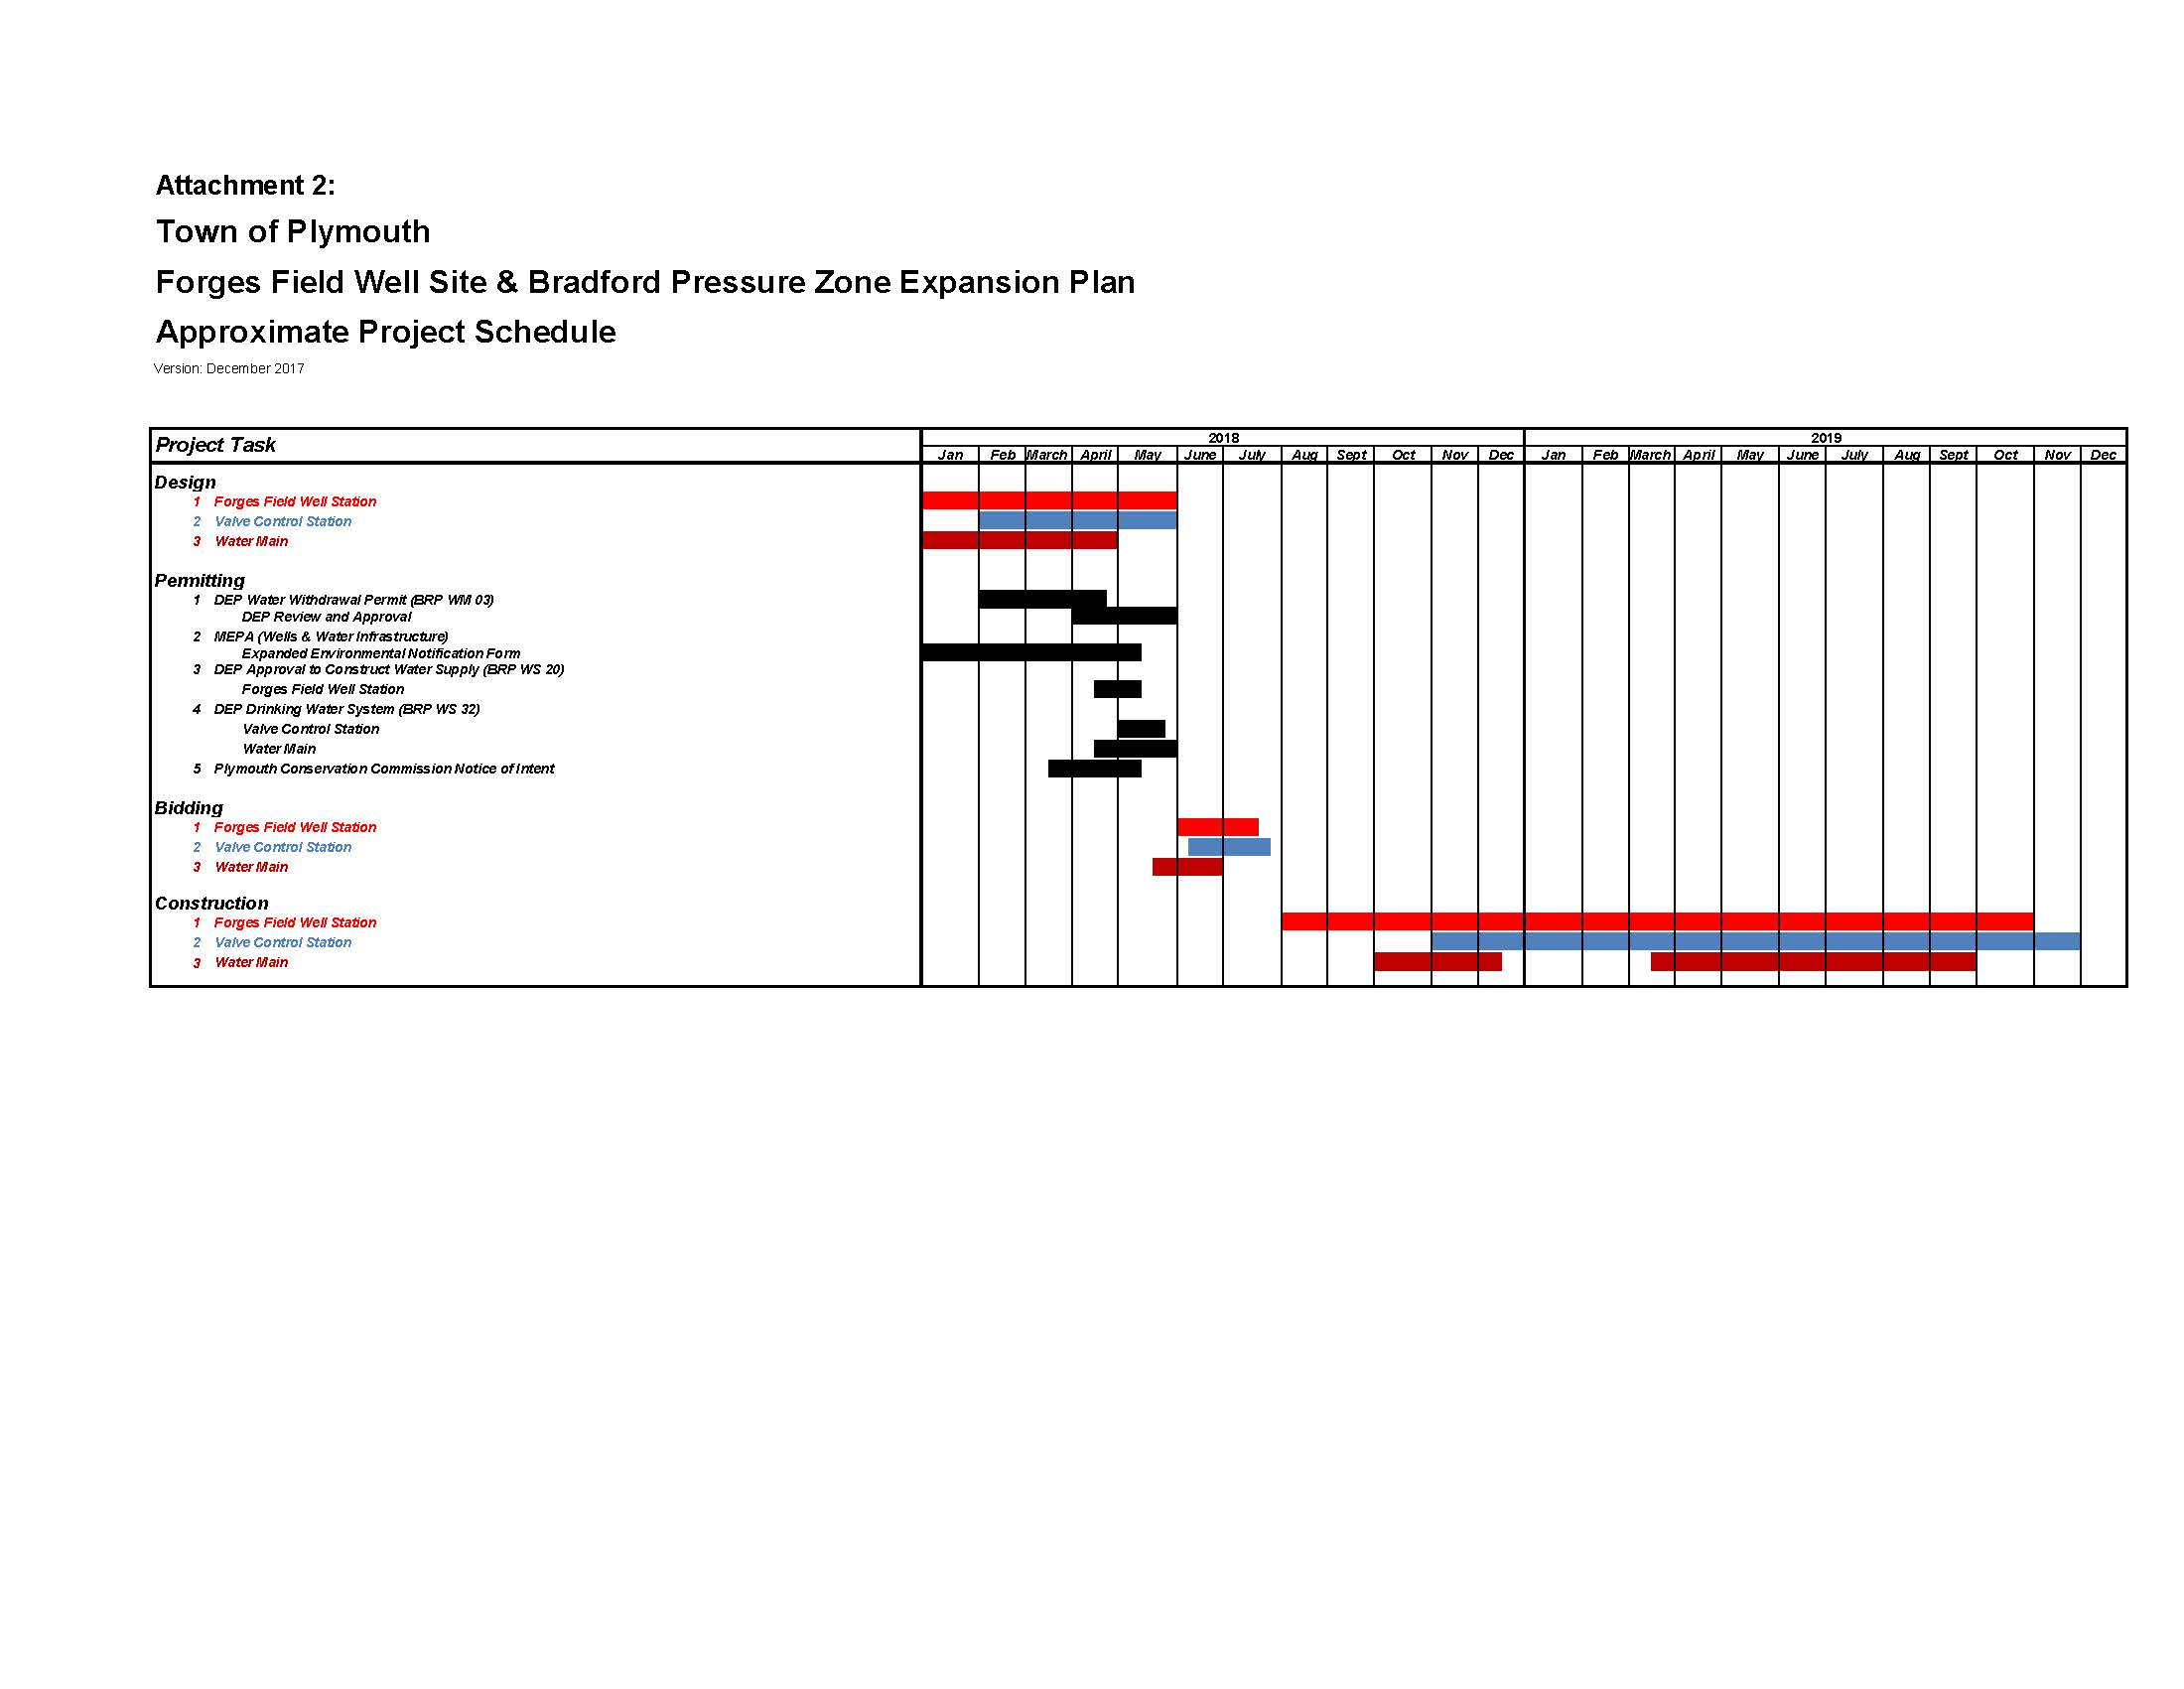 Attachment 2:
Town of Plymouth
Forges Field Well Site & Bradford Pressure Zone Expansion Plan
Approximate Project Schedule
Version: December 2017
Project Task
2018 2019
Jan Feb March April May June July Aug Sept Oct Nov Dec Jan Feb March April May June July Aug Sept Oct Nov Dec
Design
1 Forges Field Well Station
2 Valve Control Station
3 Water Main
Permitting
1 DEP Water Withdrawal Permit (BRP WM 03)
DEP Review and Approval
2 MEPA (Wells & Water Infrastructure)
Expanded Environmental Notification Form
3 DEP Approval to Construct Water Supply (BRP WS 20)
Forges Field Well Station
4 DEP Drinking Water System (BRP WS 32)
Valve Control Station
Water Main
5 Plymouth Conservation Commission Notice of Intent
Bidding
1 Forges Field Well Station
2 Valve Control Station
3 Water Main
Construction
1 Forges Field Well Station
2 Valve Control Station
3 Water Main